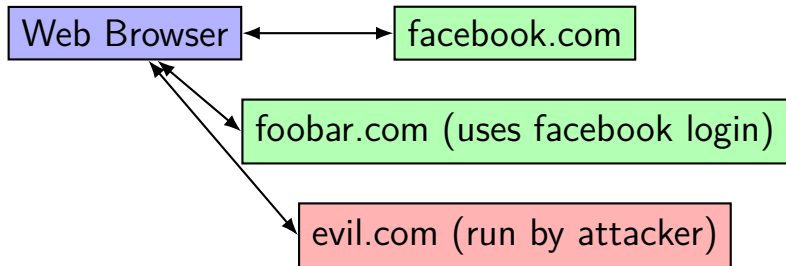 Web Browser
facebook.com
foobar.com (uses facebook login)
evil.com (run by attacker)